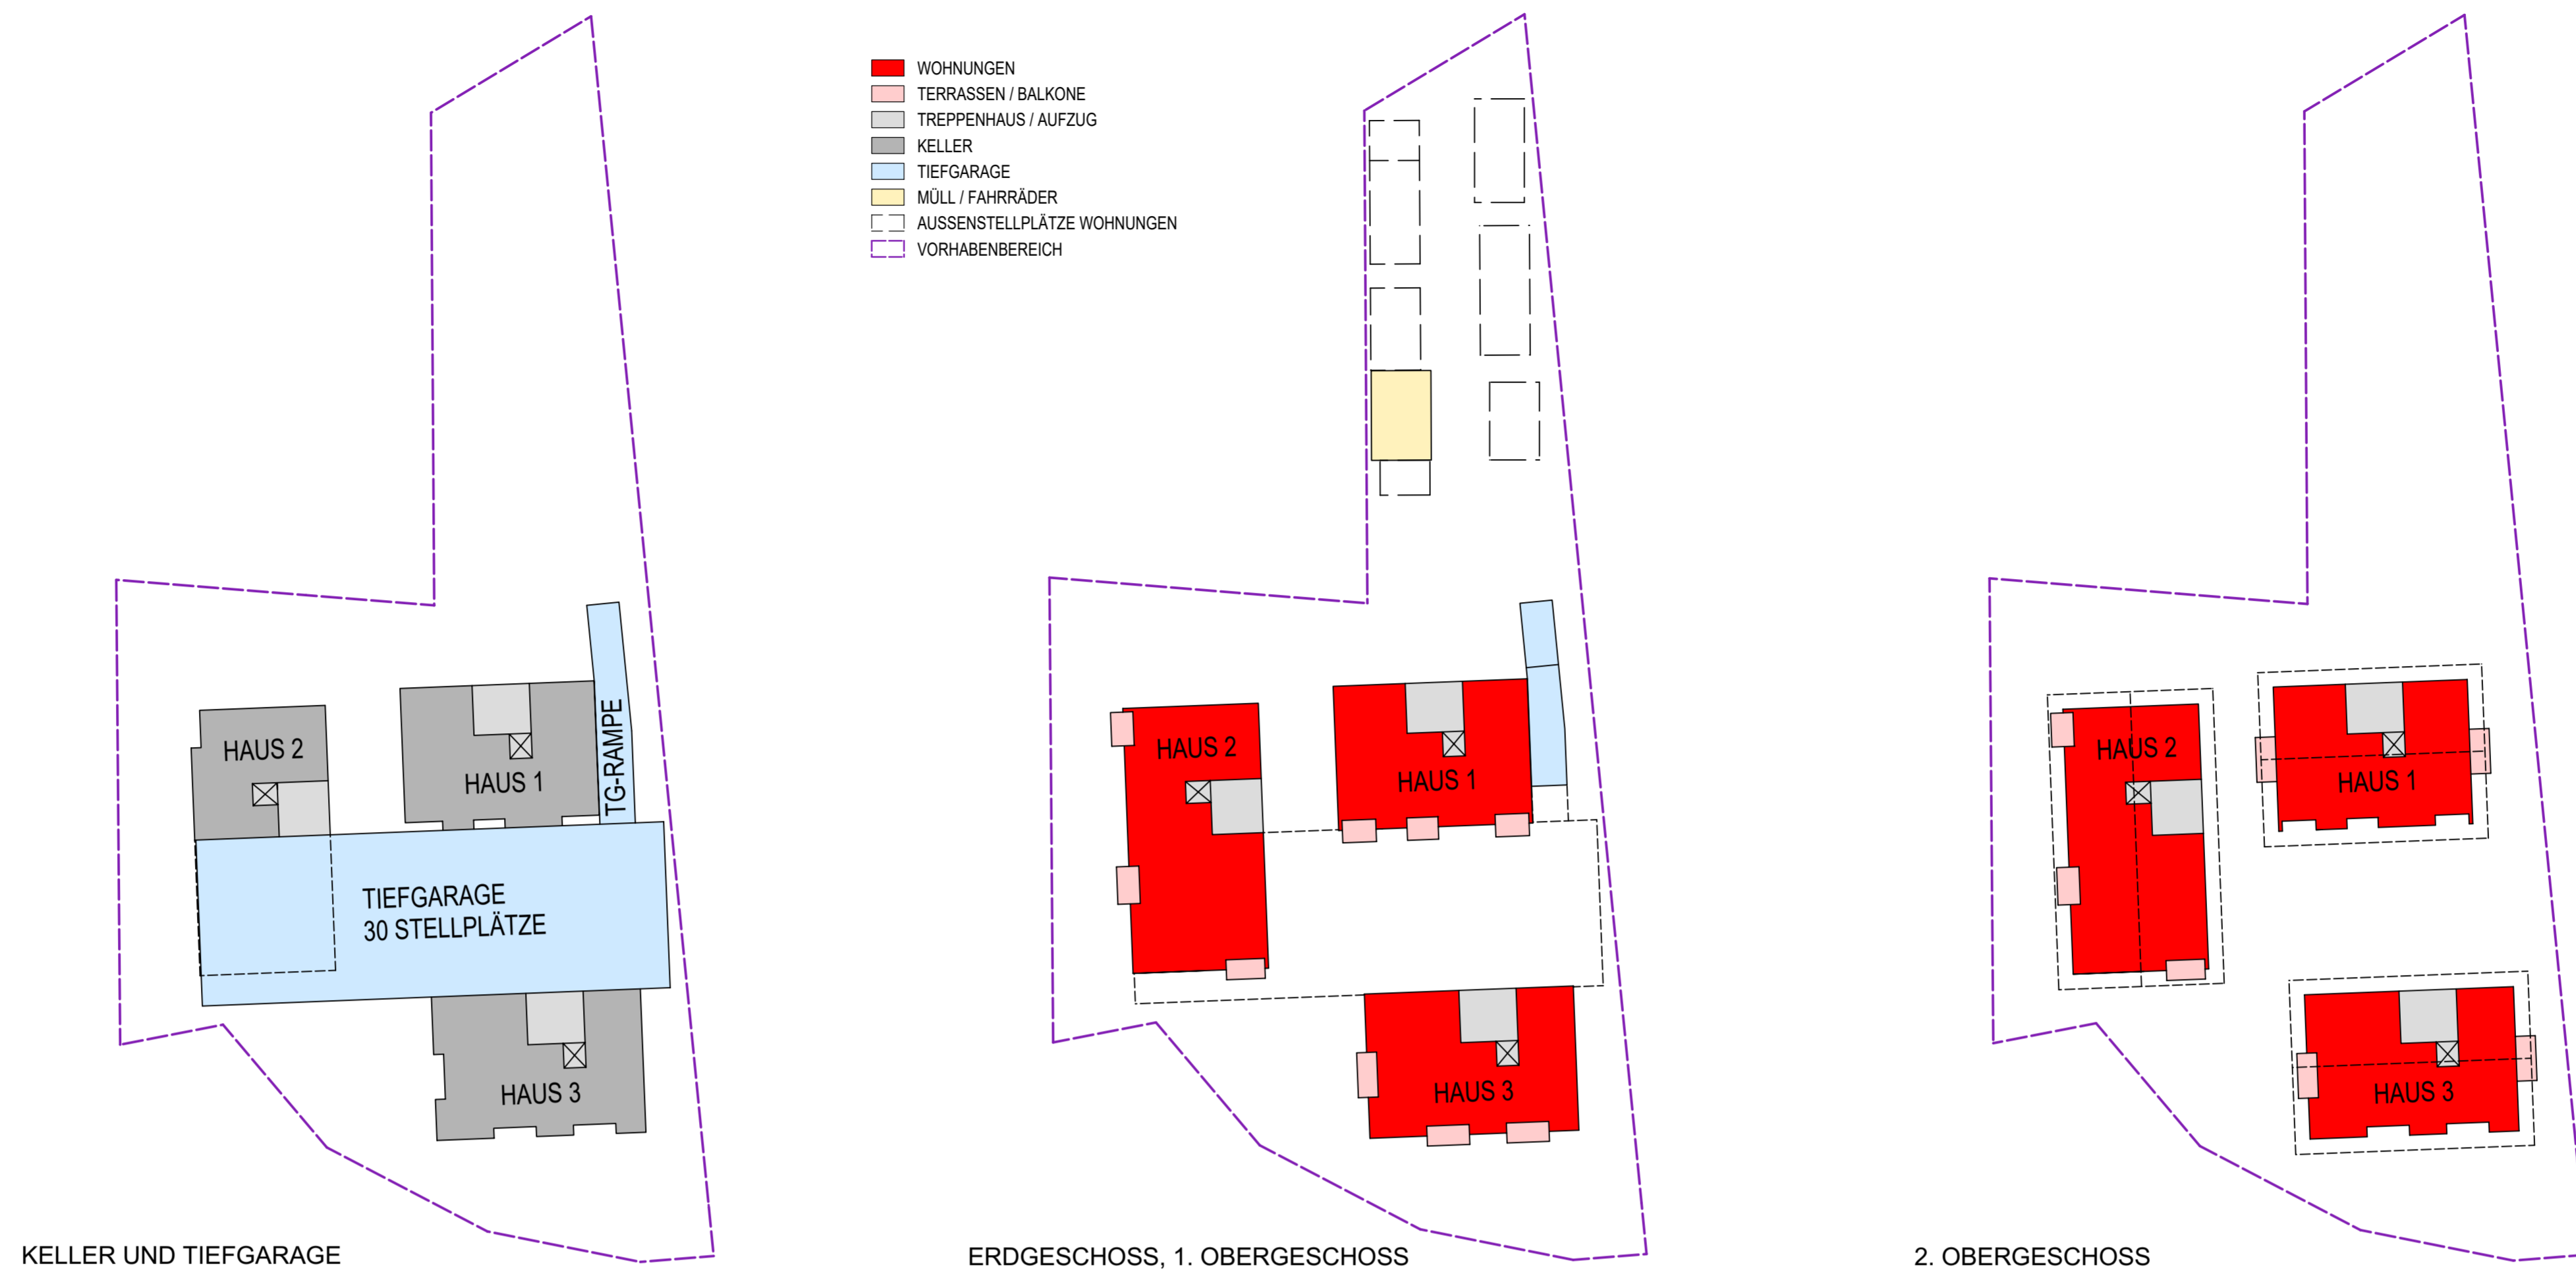 WOHNUNGEN
TERRASSEN / BALKONE
TREPPENHAUS / AUFZUG
KELLER
TIEFGARAGE
MÜLL / FAHRRÄDER
AUSSENSTELLPLÄTZE WOHNUNGEN
VORHABENBEREICH
HAUS 2
HAUS 1
TG-RAMPE
TIEFGARAGE
30 STELLPLÄTZE
HAUS 3
KELLER UND TIEFGARAGE
HAUS 2
HAUS 1
HAUS 3
ERDGESCHOSS, 1. OBERGESCHOSS
HAUS 2
HAUS 1
HAUS 3
2. OBERGESCHOSS